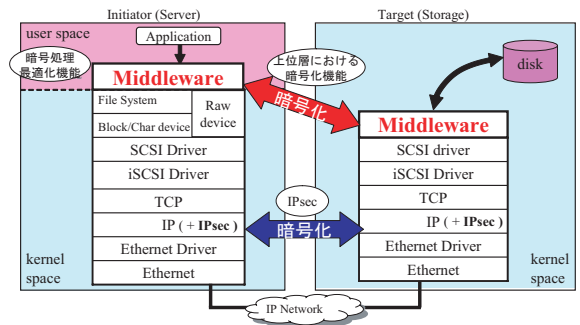 Initiator (Server)
user space
Application
暗号処理
最適化機能
Middleware
File System
Block/Char device
Raw
device
SCSI Driver
iSCSI Driver
TCP
IP ( + IPsec )
Ethernet Driver
Ethernet
kernel
space
上位層における
暗号化機能
暗号化
IPsec
暗号化
IP Network
Target (Storage)
disk
Middleware
SCSI driver
iSCSI Driver
TCP
IP ( + IPsec )
Ethernet Driver
Ethernet
kernel
space